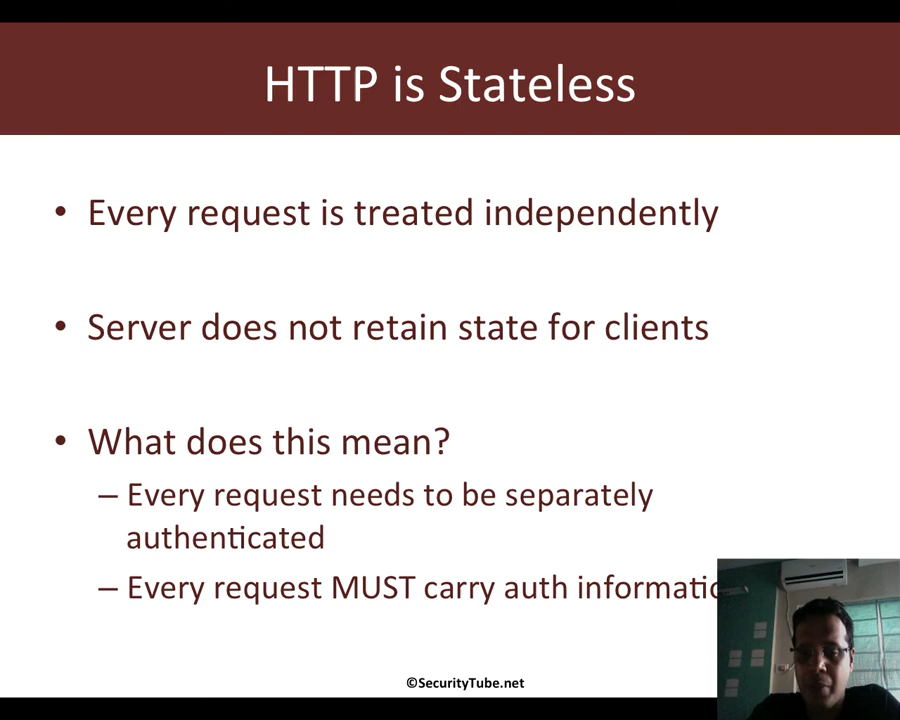 HTTP is Stateless
• Every request is treated independently
• Server does not retain state for clients
• What does this mean?
– Every request needs to be separately
authenticated
– Every request MUST carry auth
©SecurityTube.net